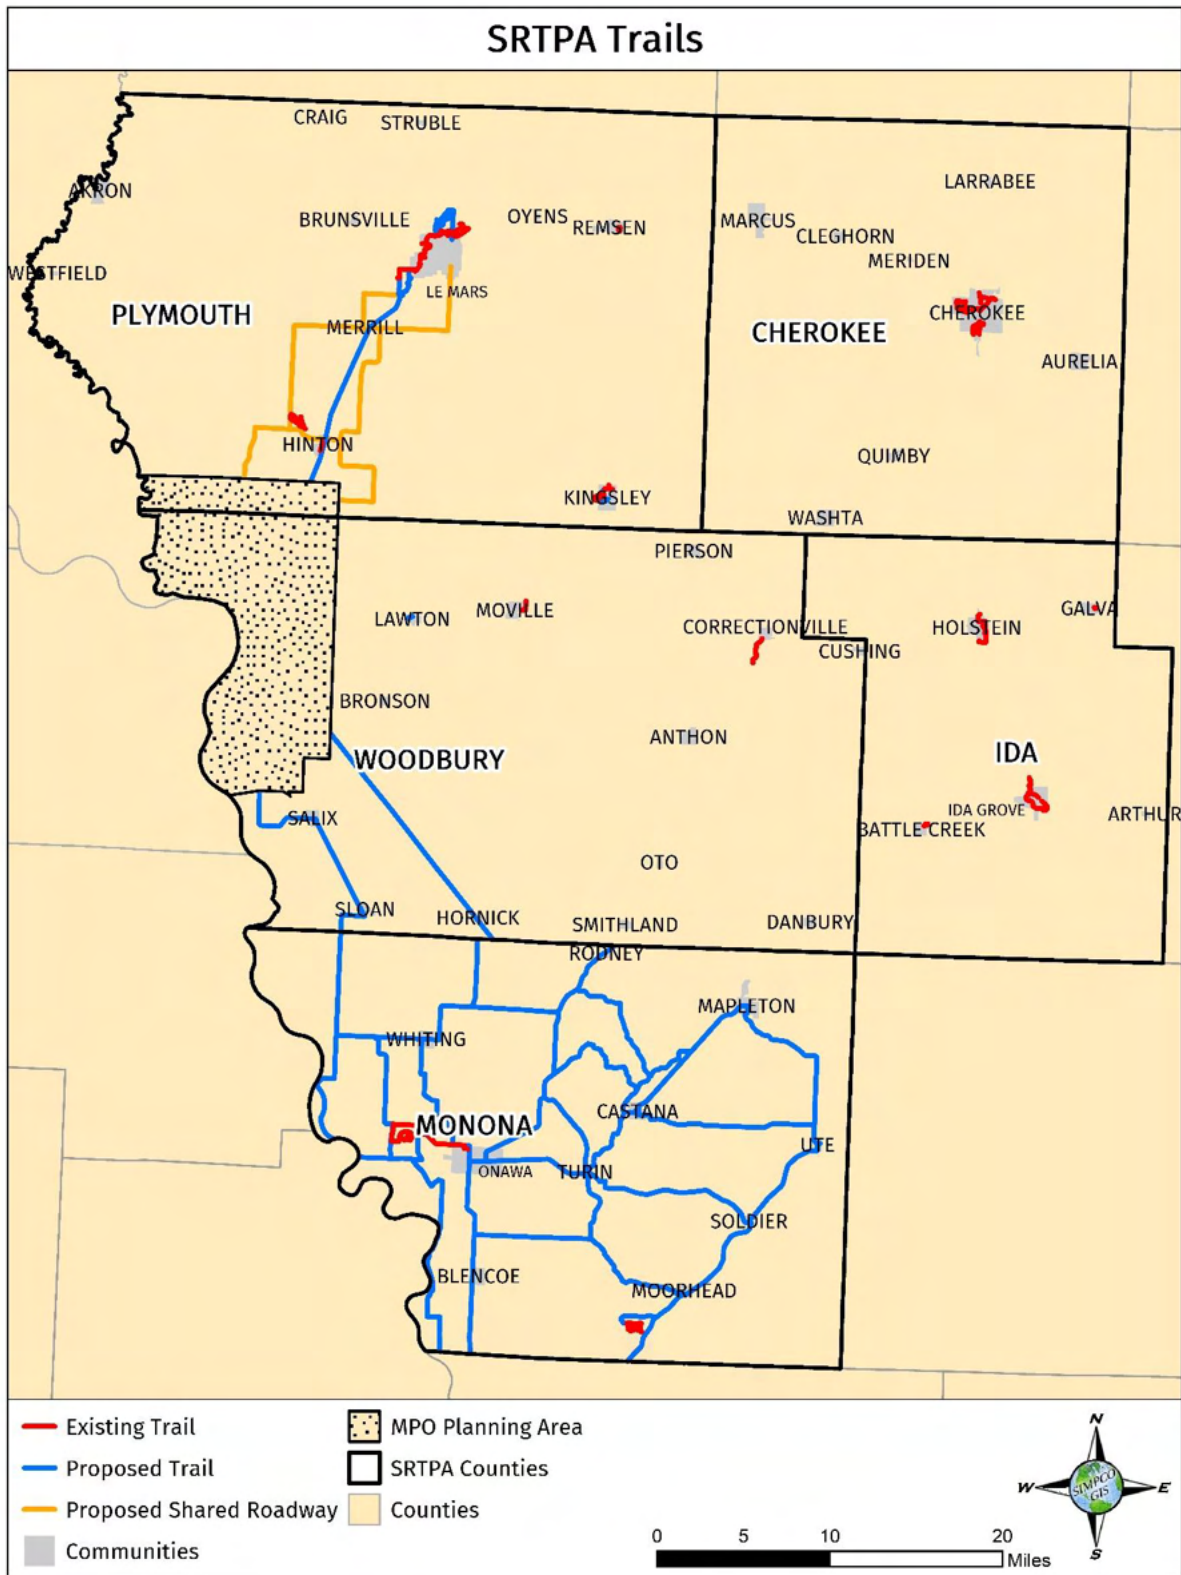 SRTPA Trails
CRAIG
STRUBLE
LARRABEE
AKRON
BRUNSVILLE
OYENS
REMSEN
MARCUS
CLEGHORN
MERIDEN
WESTFIELD
LE MARS
PLYMOUTH
MERRILL
CHEROKEE
CHEROKEE
AURELIA
HINTON
QUIMBY
KINGSLEY
WASHTA
PIERSON
LAWTON
MOVILLE
CORRECTIONVILLE
CUSHING
HOLSTEIN
GALVA
BRONSON
ANTHON
WOODBURY
IDA
SALIX
IDA GROVE
ARTHUR
BATTLE CREEK
OTO
SLOAN
HORNICK
SMITHLAND
DANBURY
RODNEY
MAPLETON
WHITING
MONONA
CASTANA
UTE
ONAWA
TURIN
SOLDIER
BLENCOE
MOORHEAD
Existing Trail
Proposed Trail
Proposed Shared Roadway
Communities
MPO Planning Area
SRTPA Counties
Counties
N
W
E
S
SIMPCO
GIS
0 5 10 20
Miles